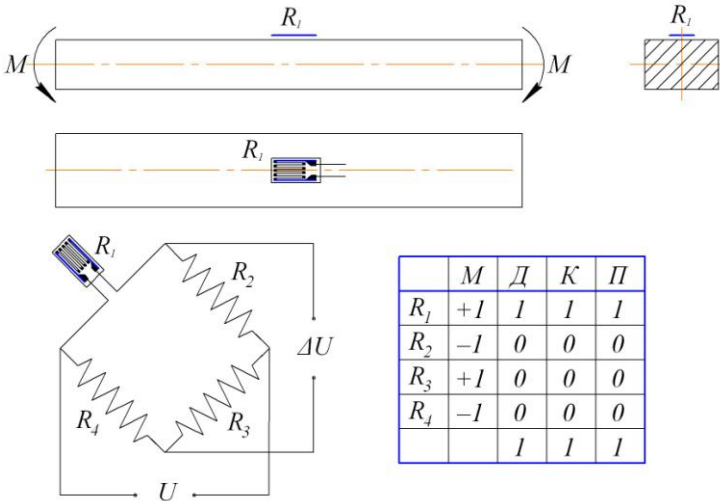 R₁ R₁
M M
R₁
R₁
R₂
ΔU
R₄ R₃
U
М Д К П
R₁ +1 1 1 1
R₂ –1 0 0 0
R₃ +1 0 0 0
R₄ –1 0 0 0
1 1 1